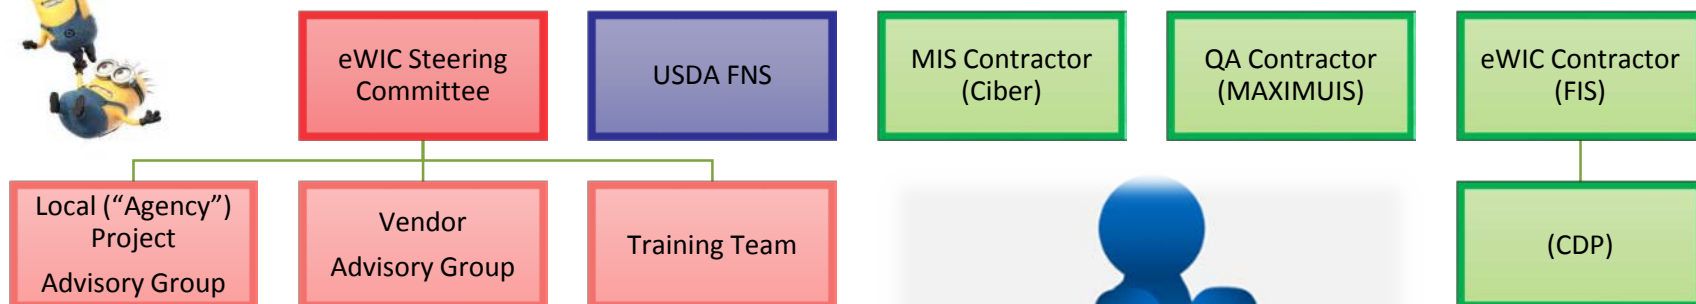 eWIC Steering
Committee
USDA FNS
MIS Contractor
(Ciber)
QA Contractor
(MAXIMUIS)
eWIC Contractor
(FIS)
Local (“Agency”)
Project
Advisory Group
Vendor
Advisory Group
Training Team
(CDP)